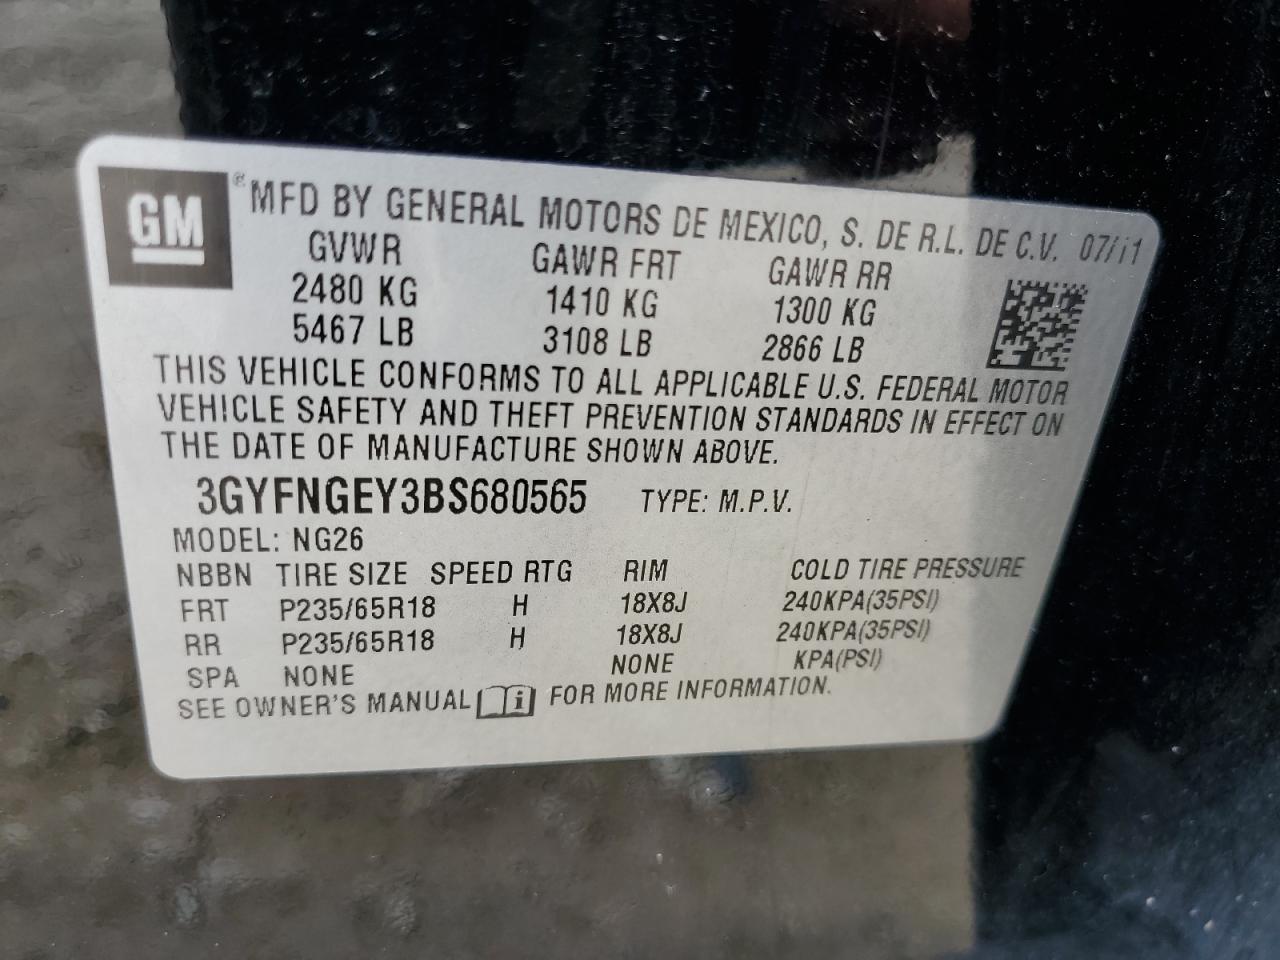 GM ® MFD BY GENERAL MOTORS DE MEXICO, S. DE R.L. DE C.V. 07/11
GVWR GAWR FRT GAWR RR
2480 KG 1410 KG 1300 KG
5467 LB 3108 LB 2866 LB
THIS VEHICLE CONFORMS TO ALL APPLICABLE U.S. FEDERAL MOTOR
VEHICLE SAFETY AND THEFT PREVENTION STANDARDS IN EFFECT ON
THE DATE OF MANUFACTURE SHOWN ABOVE.
3GYFNGEY3BS680565 TYPE: M.P.V.
MODEL: NG26
NBBN TIRE SIZE SPEED RTG RIM COLD TIRE PRESSURE
FRT P235/65R18 H 18X8J 240KPA(35PSI)
RR P235/65R18 H 18X8J 240KPA(35PSI)
SPA NONE NONE KPA(PSI)
SEE OWNER'S MANUAL i FOR MORE INFORMATION.